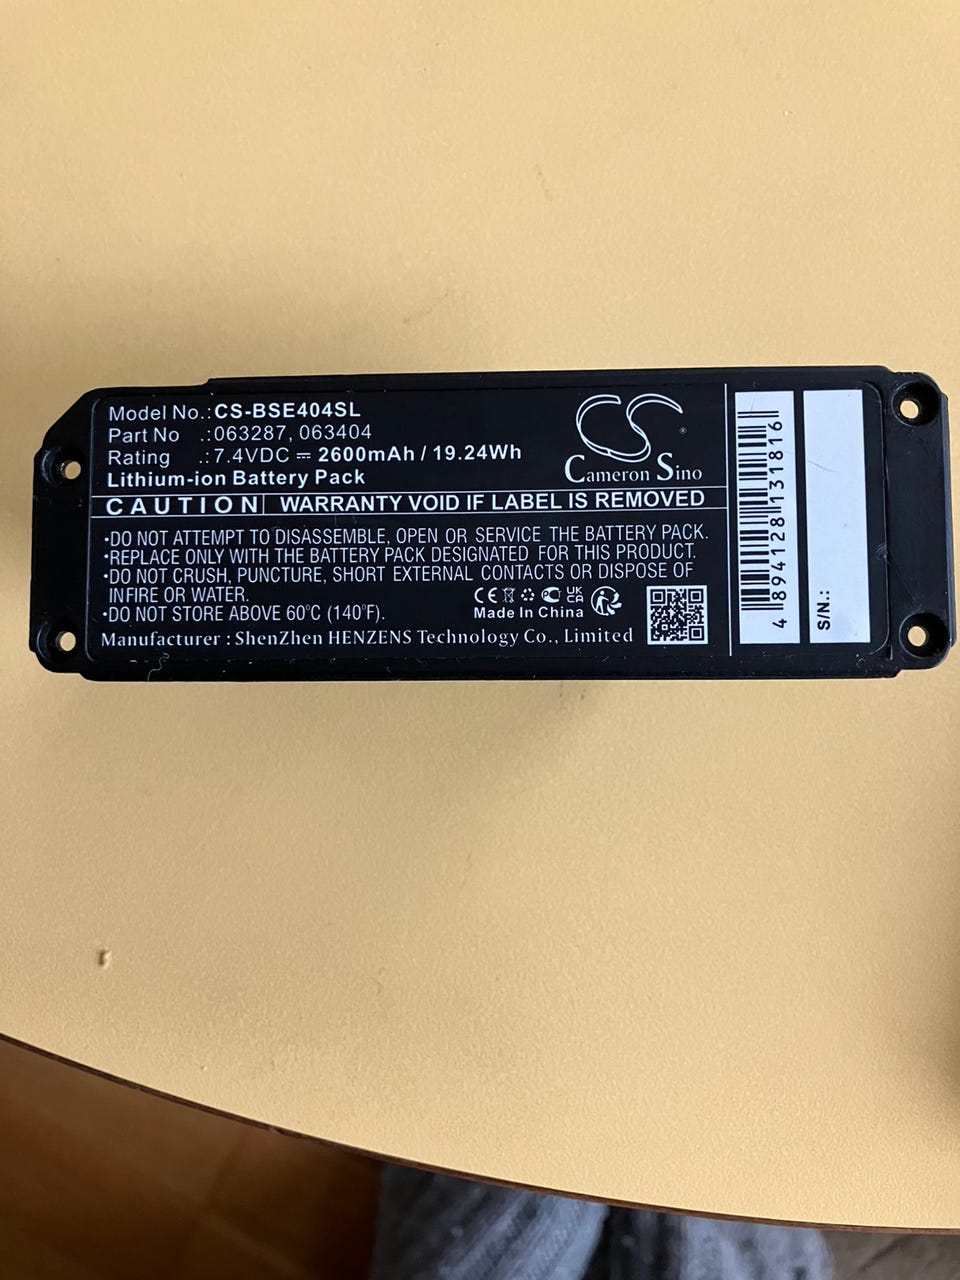 Model No.:CS-BSE404SL
Part No .:063287, 063404
Rating .:7.4VDC ⎓ 2600mAh / 19.24Wh
Lithium-ion Battery Pack
CS
Cameron Sino
CAUTION WARRANTY VOID IF LABEL IS REMOVED
•DO NOT ATTEMPT TO DISASSEMBLE, OPEN OR SERVICE THE BATTERY PACK.
•REPLACE ONLY WITH THE BATTERY PACK DESIGNATED FOR THIS PRODUCT.
•DO NOT CRUSH, PUNCTURE, SHORT EXTERNAL CONTACTS OR DISPOSE OF
INFIRE OR WATER.
•DO NOT STORE ABOVE 60°C (140°F).
CE UK CA
Made In China
Manufacturer : ShenZhen HENZENS Technology Co., Limited
4 894128 131816
S/N.: